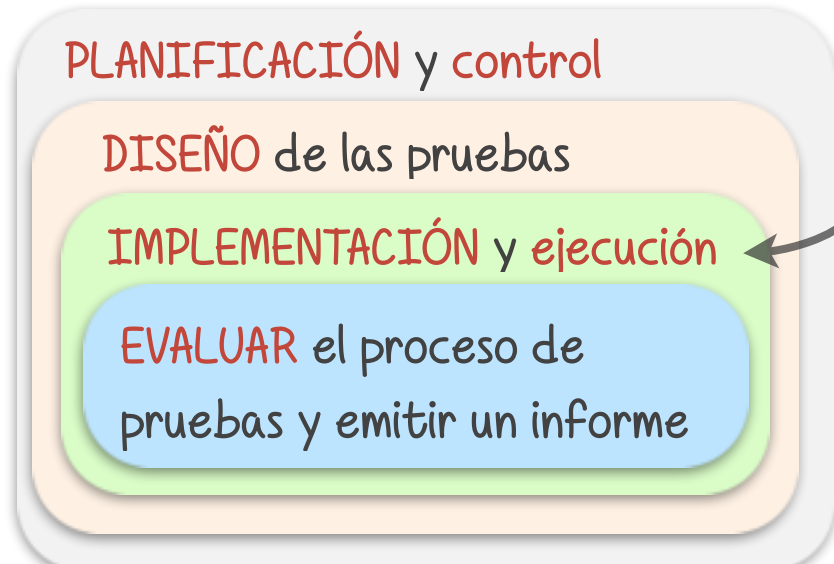 PLANIFICACIÓN y control
DISEÑO de las pruebas
IMPLEMENTACIÓN y ejecución
EVALUAR el proceso de
pruebas y emitir un informe